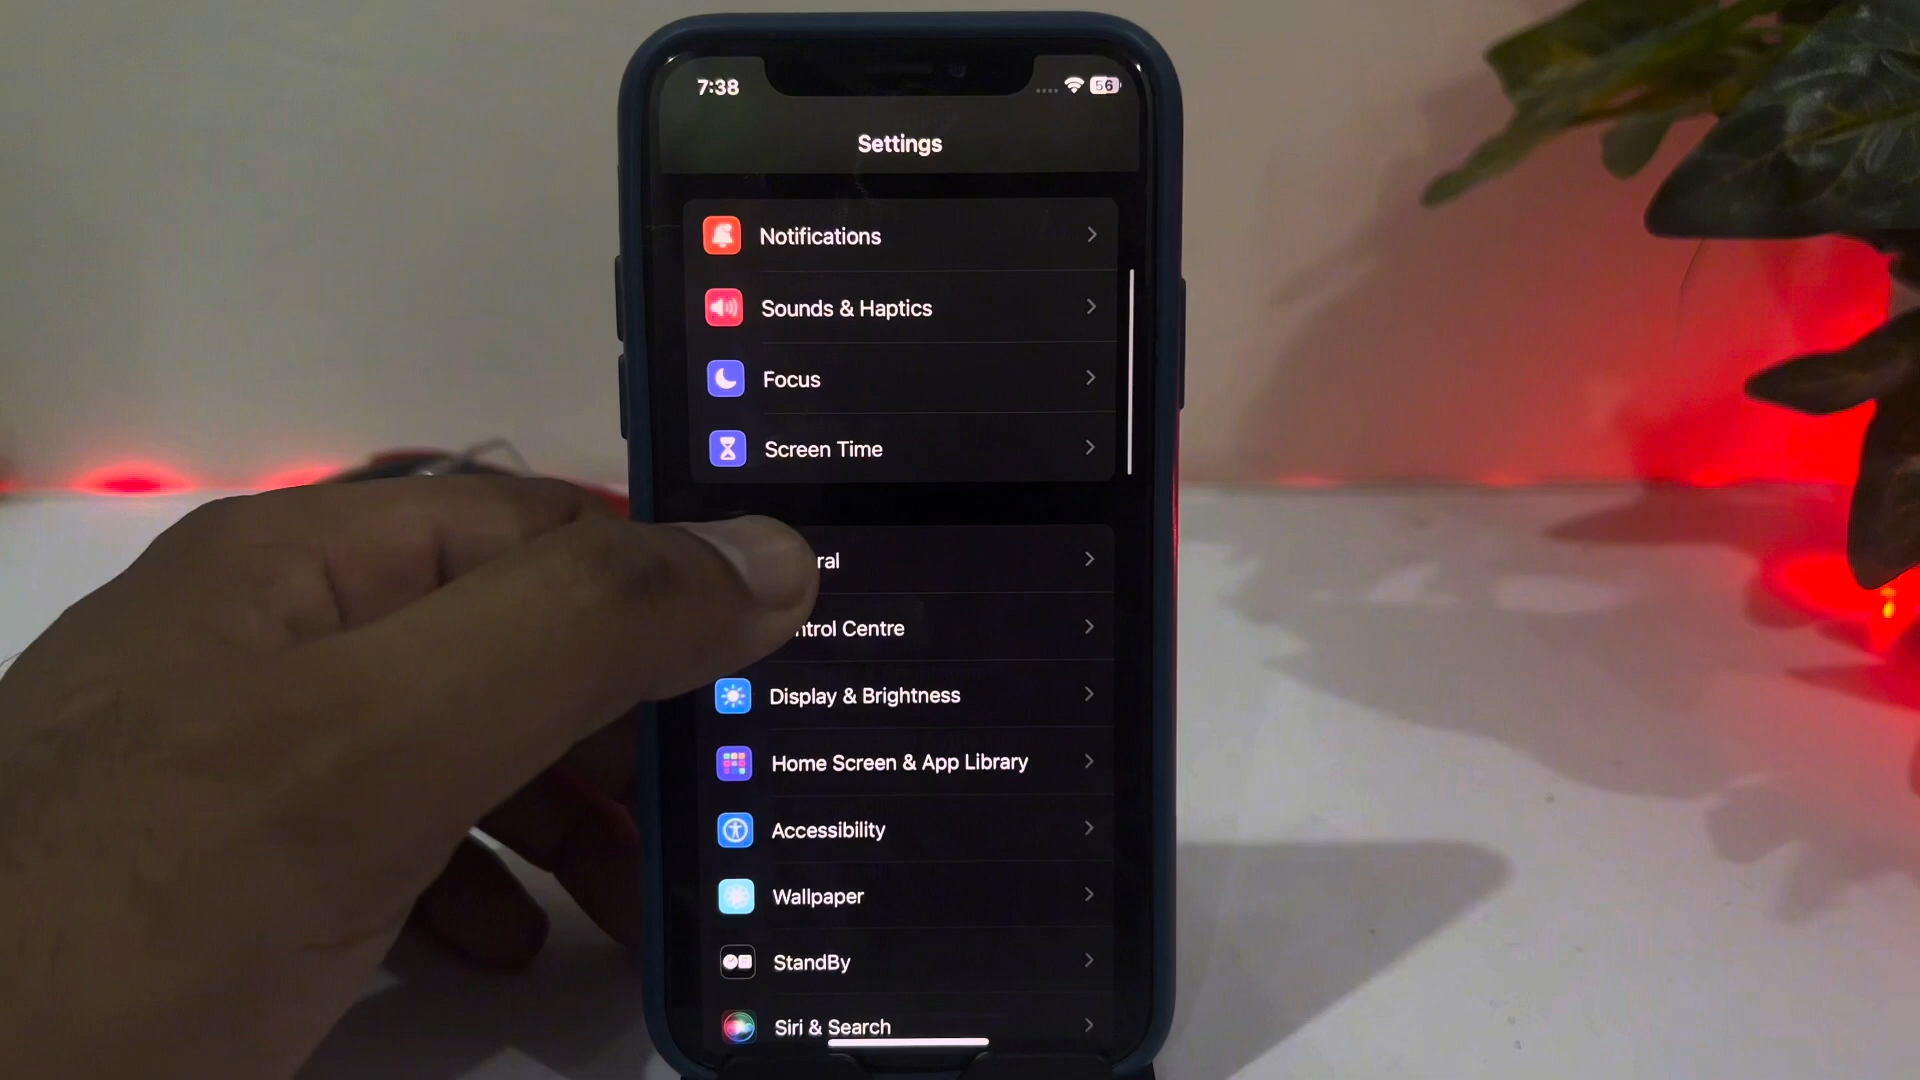 7:38
56
Settings
Notifications
Sounds & Haptics
Focus
Screen Time
ral
ntrol Centre
Display & Brightness
Home Screen & App Library
Accessibility
Wallpaper
StandBy
Siri & Search